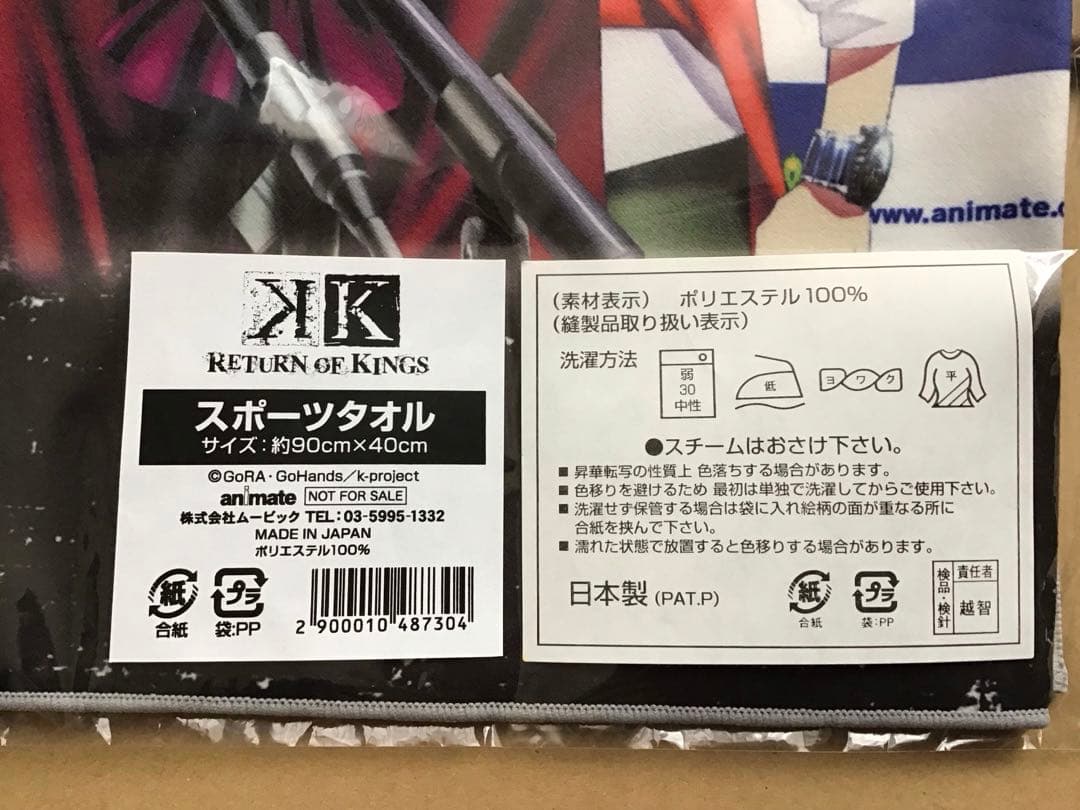 www.animate.
K K
RETURN OF KINGS
スポーツタオル
サイズ:約90cm×40cm
©GoRA・GoHands/k-project
animate NOT FOR SALE
株式会社ムービック TEL:03-5995-1332
MADE IN JAPAN
ポリエステル100%
紙 プラ
合紙 袋:PP
2 900010 487304
(素材表示) ポリエステル100%
(縫製品取り扱い表示)
洗濯方法
弱
30
中性
低
ヨワク
平
●スチームはおさけ下さい。
■ 昇華転写の性質上 色落ちする場合があります。
■ 色移りを避けるため 最初は単独で洗濯してからご使用下さい。
■ 洗濯せず保管する場合は袋に入れ絵柄の面が重なる所に
合紙を挟んで下さい。
■ 濡れた状態で放置すると色移りする場合があります。
日本製 (PAT.P)
紙 プラ
合紙 袋:PP
検品・検針
責任者
越智